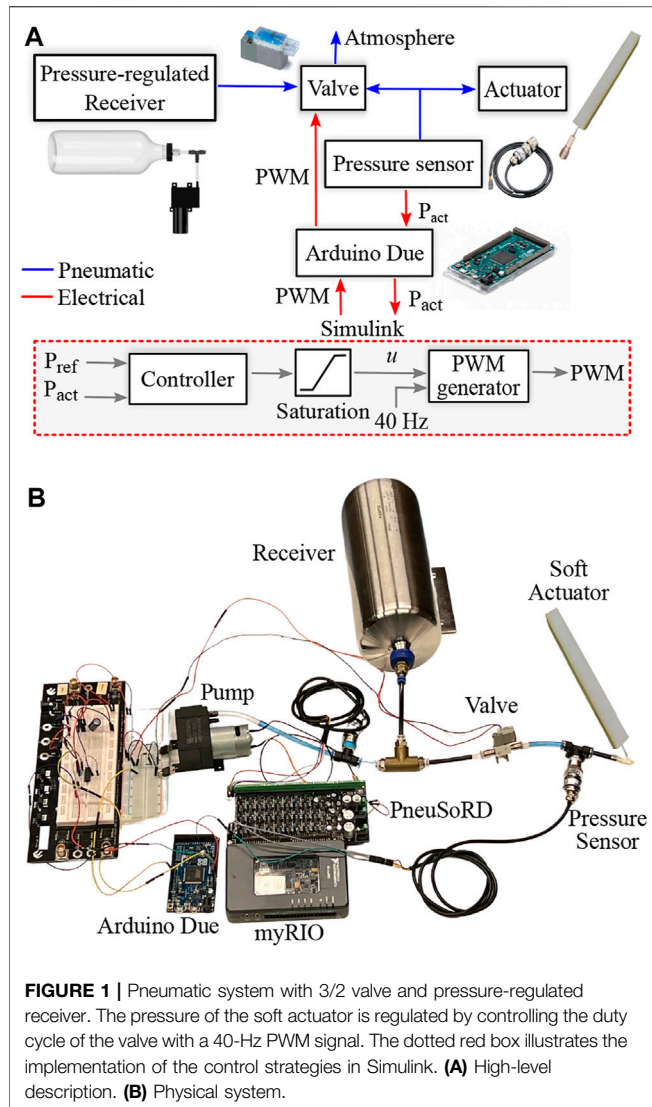 A
Atmosphere
Pressure-regulated
Receiver
Valve
Actuator
PWM
Pressure sensor
P_act
Arduino Due
Pneumatic
Electrical
PWM
P_act
Simulink
P_ref
P_act
Controller
Saturation
u
40 Hz
PWM
generator
PWM
B
Receiver
Soft
Actuator
Pump
Valve
PneuSoRD
Pressure
Sensor
Arduino Due
myRIO
FIGURE 1 | Pneumatic system with 3/2 valve and pressure-regulated
receiver. The pressure of the soft actuator is regulated by controlling the duty
cycle of the valve with a 40-Hz PWM signal. The dotted red box illustrates the
implementation of the control strategies in Simulink. (A) High-level
description. (B) Physical system.